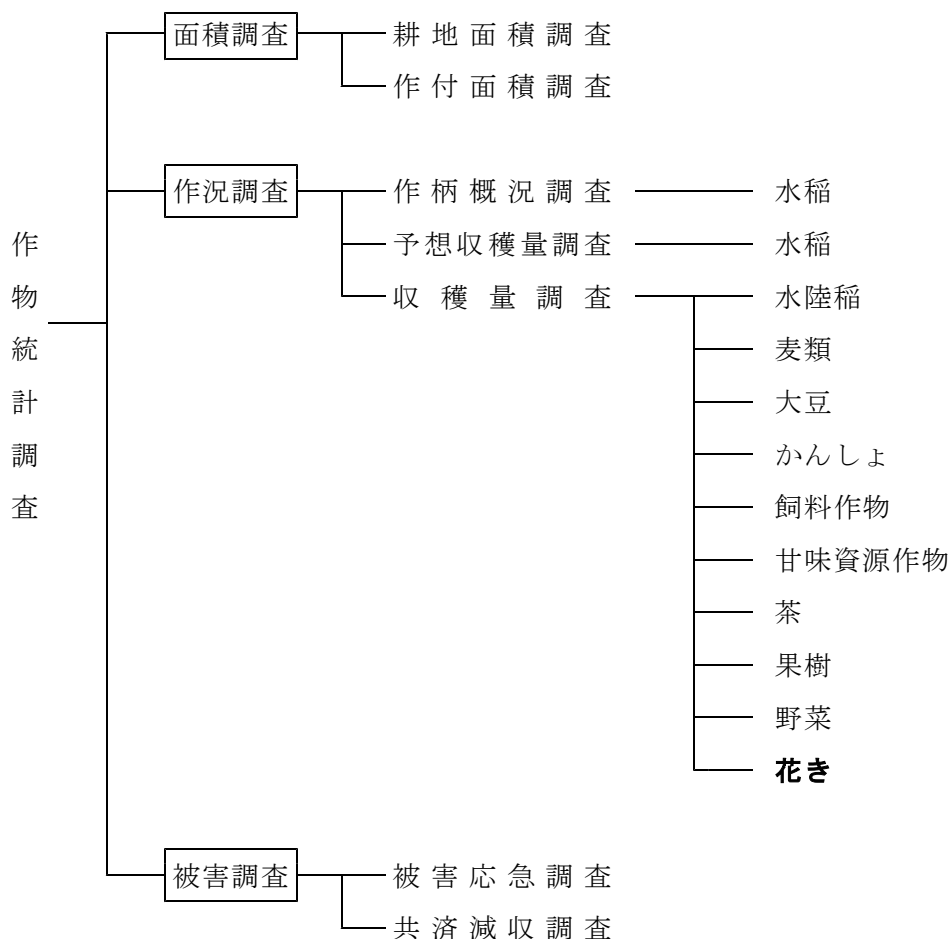 作物統計調査
面積調査
耕地面積調査
作付面積調査
作況調査
作柄概況調査
水稲
予想収穫量調査
水稲
収穫量調査
水陸稲
麦類
大豆
かんしょ
飼料作物
甘味資源作物
茶
果樹
野菜
花き
被害調査
被害応急調査
共済減収調査